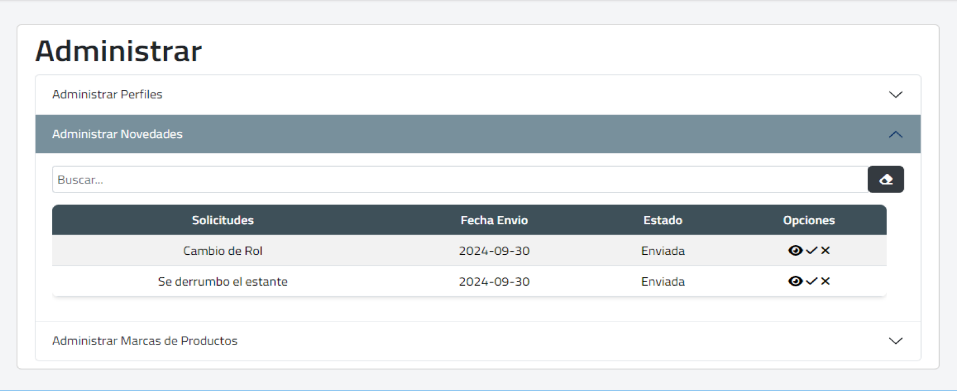 Administrar
Administrar Perfiles
Administrar Novedades
Buscar...
Solicitudes Fecha Envio Estado Opciones
Cambio de Rol 2024-09-30 Enviada
Se derrumbo el estante 2024-09-30 Enviada
Administrar Marcas de Productos